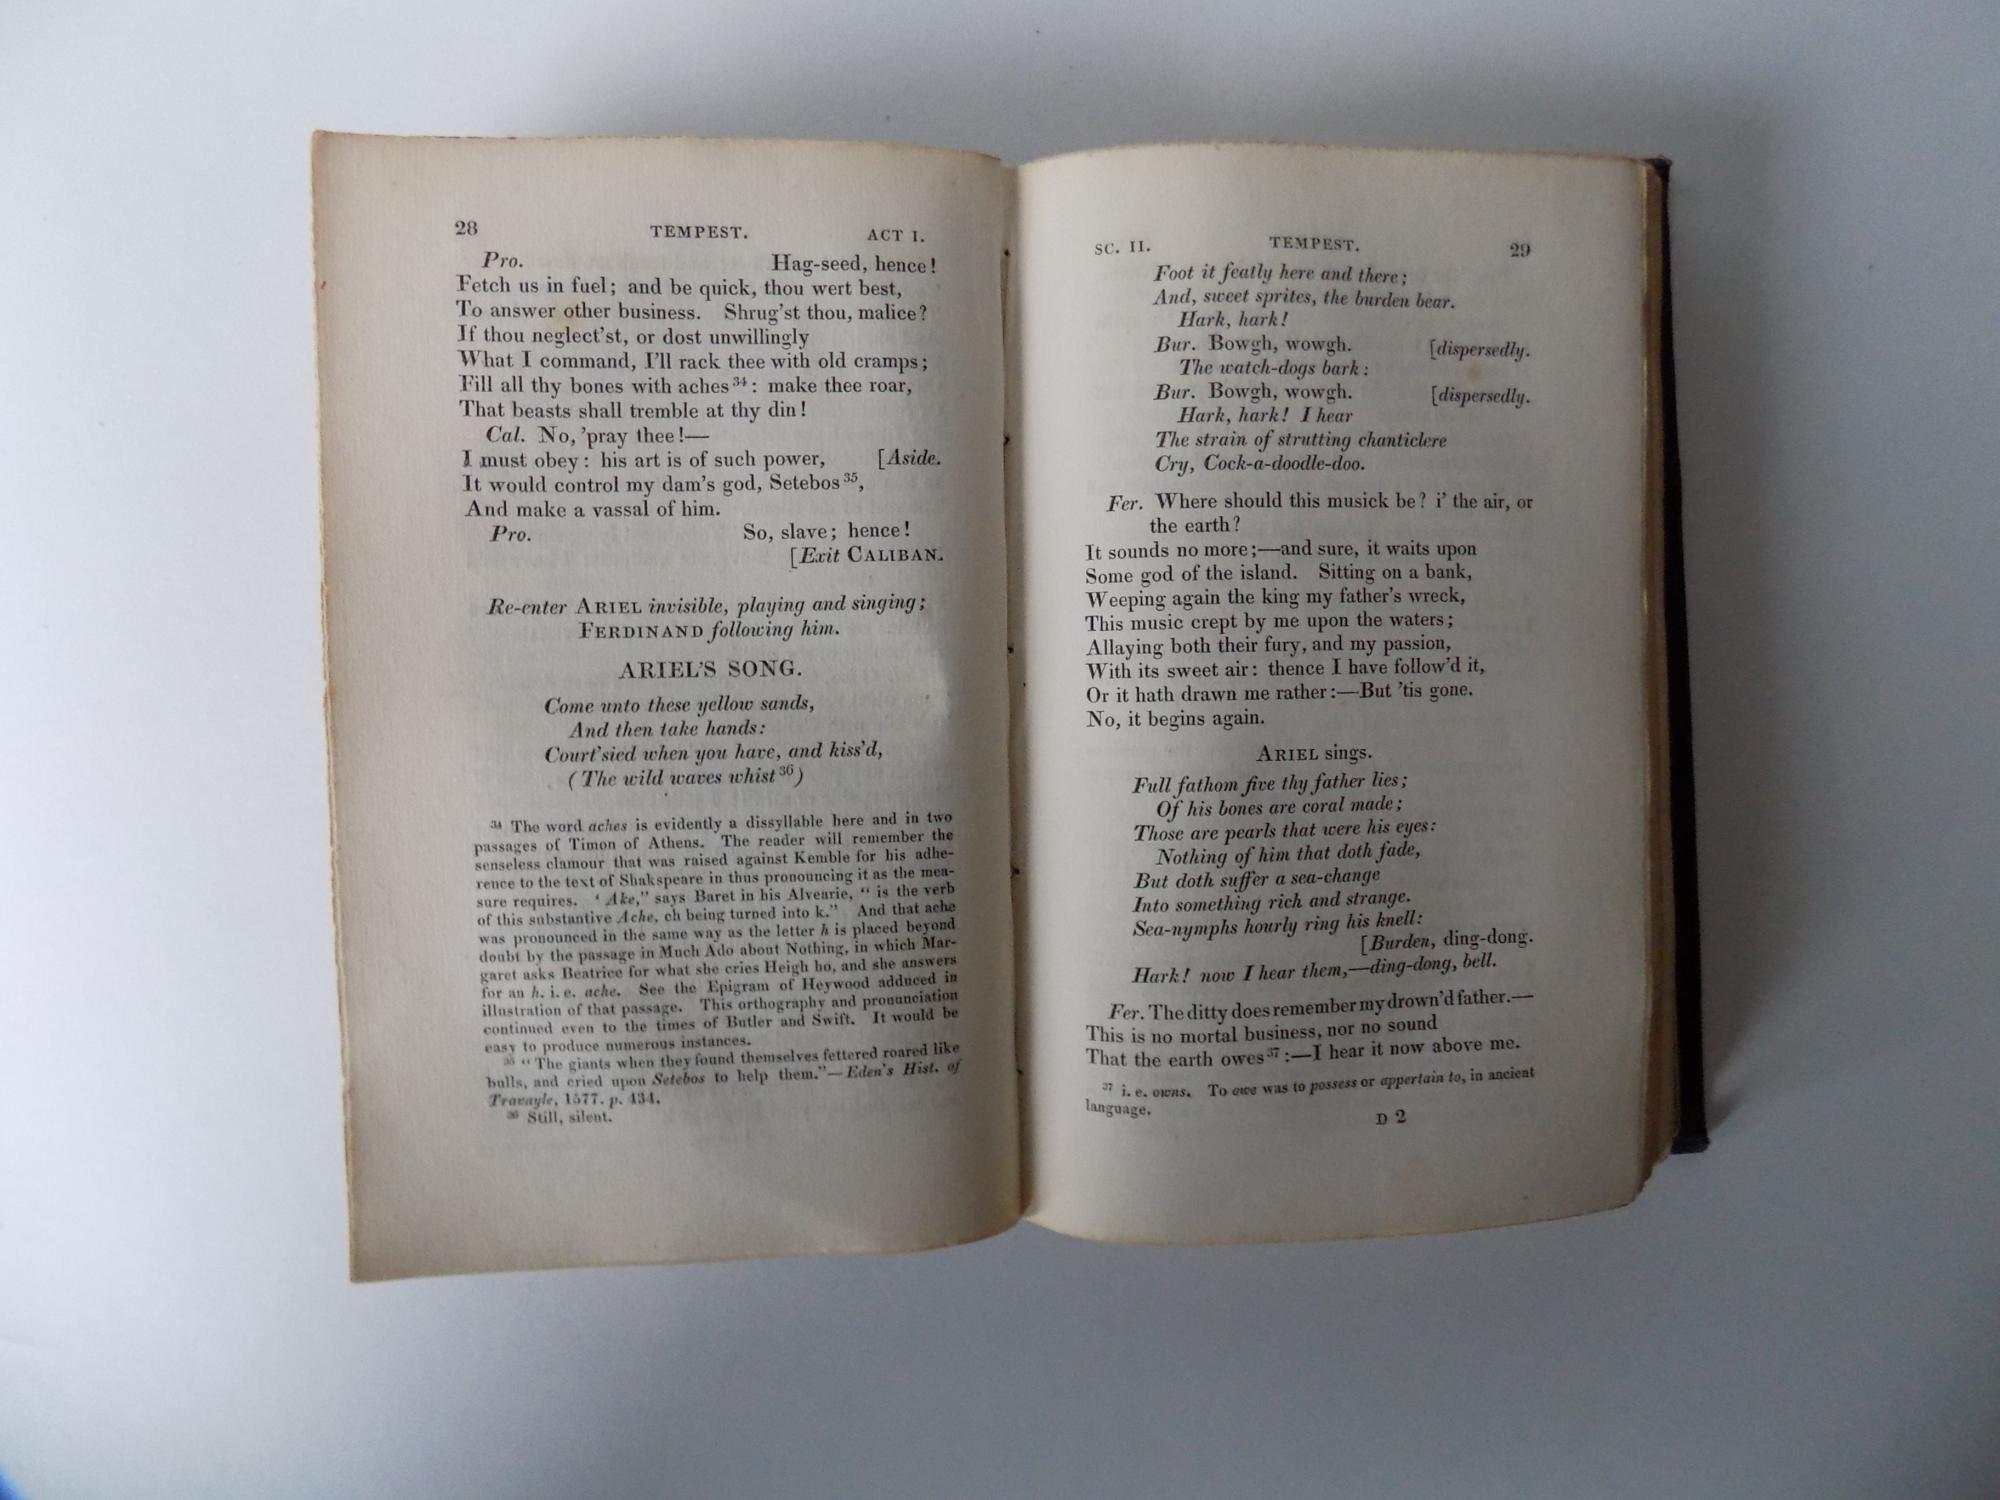 28 TEMPEST. ACT I.
Pro. Hag-seed, hence!
Fetch us in fuel; and be quick, thou wert best,
To answer other business. Shrug'st thou, malice?
If thou neglect'st, or dost unwillingly
What I command, I'll rack thee with old cramps;
Fill all thy bones with aches 34: make thee roar,
That beasts shall tremble at thy din!
Cal. No, 'pray thee!—
I must obey: his art is of such power, [Aside.
It would control my dam's god, Setebos 35,
And make a vassal of him.
Pro. So, slave; hence!
[Exit CALIBAN.
Re-enter ARIEL invisible, playing and singing;
FERDINAND following him.
ARIEL'S SONG.
Come unto these yellow sands,
And then take hands:
Court'sied when you have, and kiss'd,
(The wild waves whist 36)
34 The word aches is evidently a dissyllable here and in two
passages of Timon of Athens. The reader will remember the
senseless clamour that was raised against Kemble for his adhe-
rence to the text of Shakspeare in thus pronouncing it as the mea-
sure requires. 'Ake," says Baret in his Alvearie, "is the verb
of this substantive Ache, ch being turned into k." And that ache
was pronounced in the same way as the letter h is placed beyond
doubt by the passage in Much Ado about Nothing, in which Mar-
garet asks Beatrice for what she cries Heigh ho, and she answers
for an h. i. e. ache. See the Epigram of Heywood adduced in
illustration of that passage. This orthography and pronunciation
continued even to the times of Butler and Swift. It would be
easy to produce numerous instances.
35 "The giants when they found themselves fettered roared like
bulls, and cried upon Setebos to help them."—Eden's Hist. of
Travayle, 1577. p. 434.
36 Still, silent.
SC. II. TEMPEST. 29
Foot it featly here and there;
And, sweet sprites, the burden bear.
Hark, hark!
Bur. Bowgh, wowgh. [dispersedly.
The watch-dogs bark:
Bur. Bowgh, wowgh. [dispersedly.
Hark, hark! I hear
The strain of strutting chanticlere
Cry, Cock-a-doodle-doo.
Fer. Where should this musick be? i' the air, or
the earth?
It sounds no more;—and sure, it waits upon
Some god of the island. Sitting on a bank,
Weeping again the king my father's wreck,
This music crept by me upon the waters;
Allaying both their fury, and my passion,
With its sweet air: thence I have follow'd it,
Or it hath drawn me rather:—But 'tis gone.
No, it begins again.
ARIEL sings.
Full fathom five thy father lies;
Of his bones are coral made;
Those are pearls that were his eyes:
Nothing of him that doth fade,
But doth suffer a sea-change
Into something rich and strange.
Sea-nymphs hourly ring his knell:
[Burden, ding-dong.
Hark! now I hear them,—ding-dong, bell.
Fer. The ditty does remember my drown'd father.—
This is no mortal business, nor no sound
That the earth owes 37:—I hear it now above me.
37 i. e. owns. To owe was to possess or appertain to, in ancient
language.
D 2